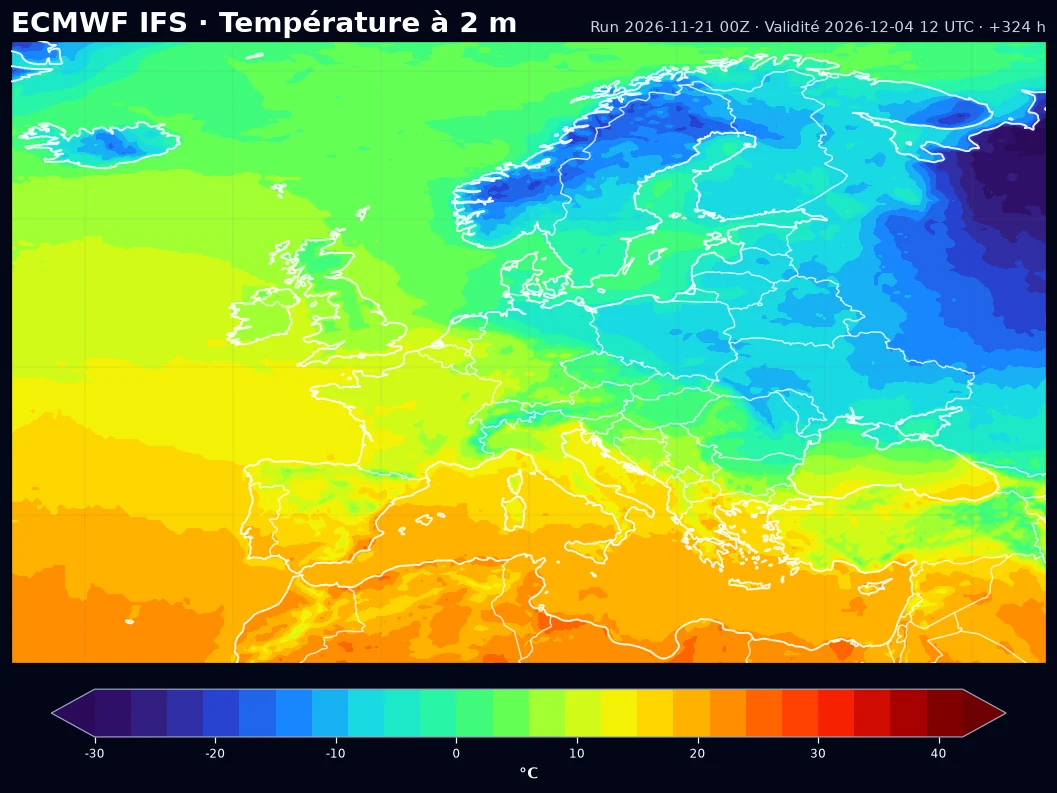 ECMWF IFS · Température à 2 m
Run 2026-11-21 00Z · Validité 2026-12-04 12 UTC · +324 h
-30 -20 -10 0 10 20 30 40
°C